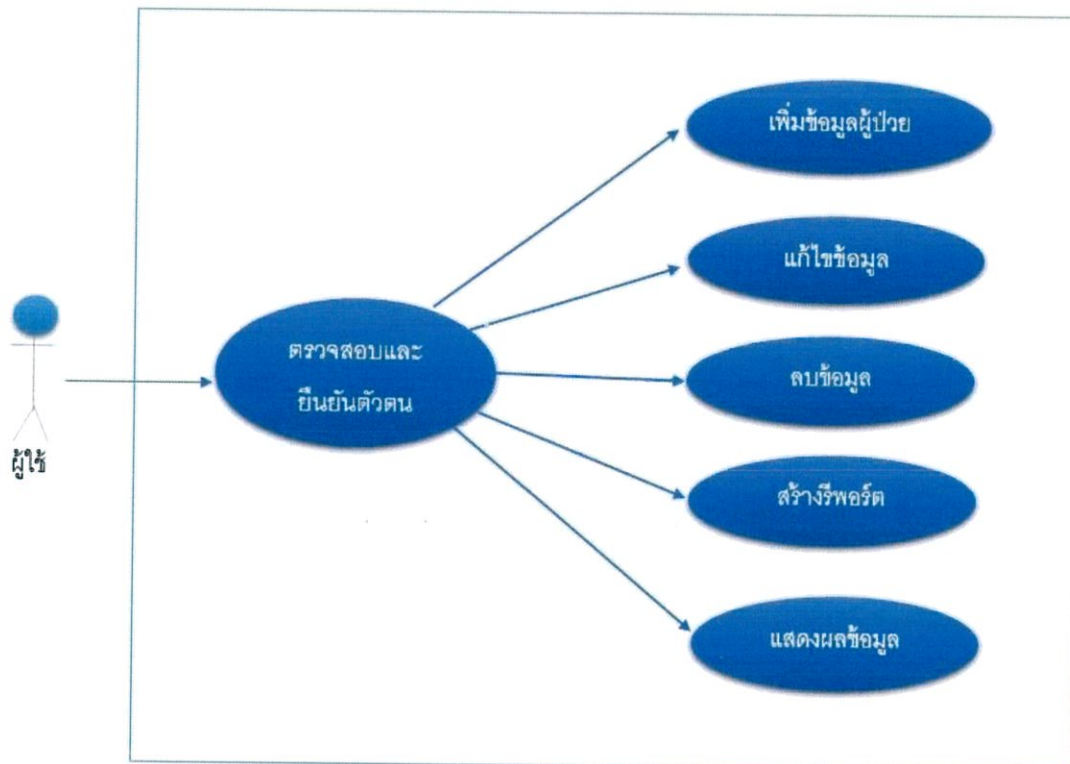 เพิ่มข้อมูลผู้ป่วย
แก้ไขข้อมูล
ตรวจสอบและ
ยืนยันตัวตน
ลบข้อมูล
ผู้ใช้
สร้างรีพอร์ต
แสดงผลข้อมูล